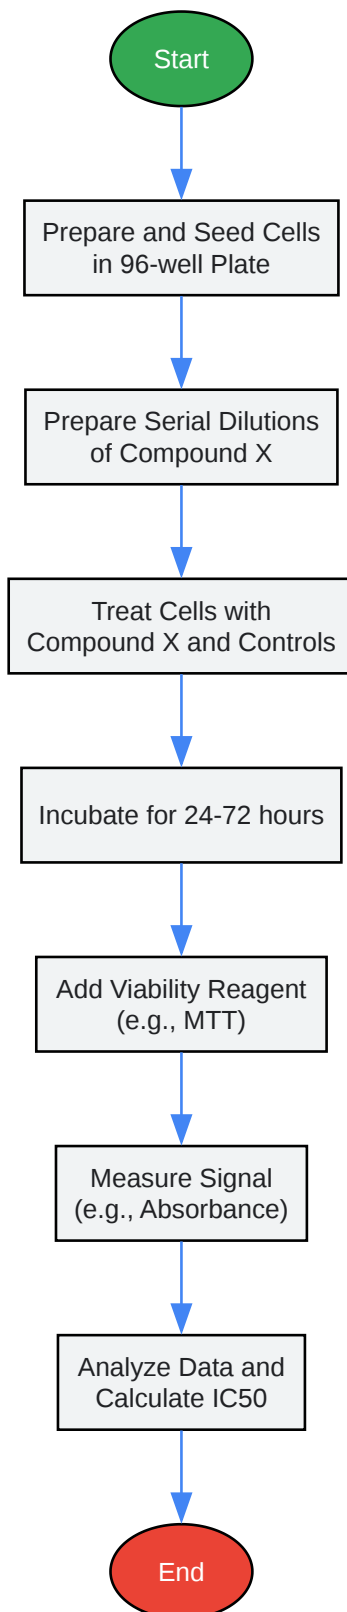 Start
Prepare and Seed Cells
in 96-well Plate
Prepare Serial Dilutions
of Compound X
Treat Cells with
Compound X and Controls
Incubate for 24-72 hours
Add Viability Reagent
(e.g., MTT)
Measure Signal
(e.g., Absorbance)
Analyze Data and
Calculate IC50
End